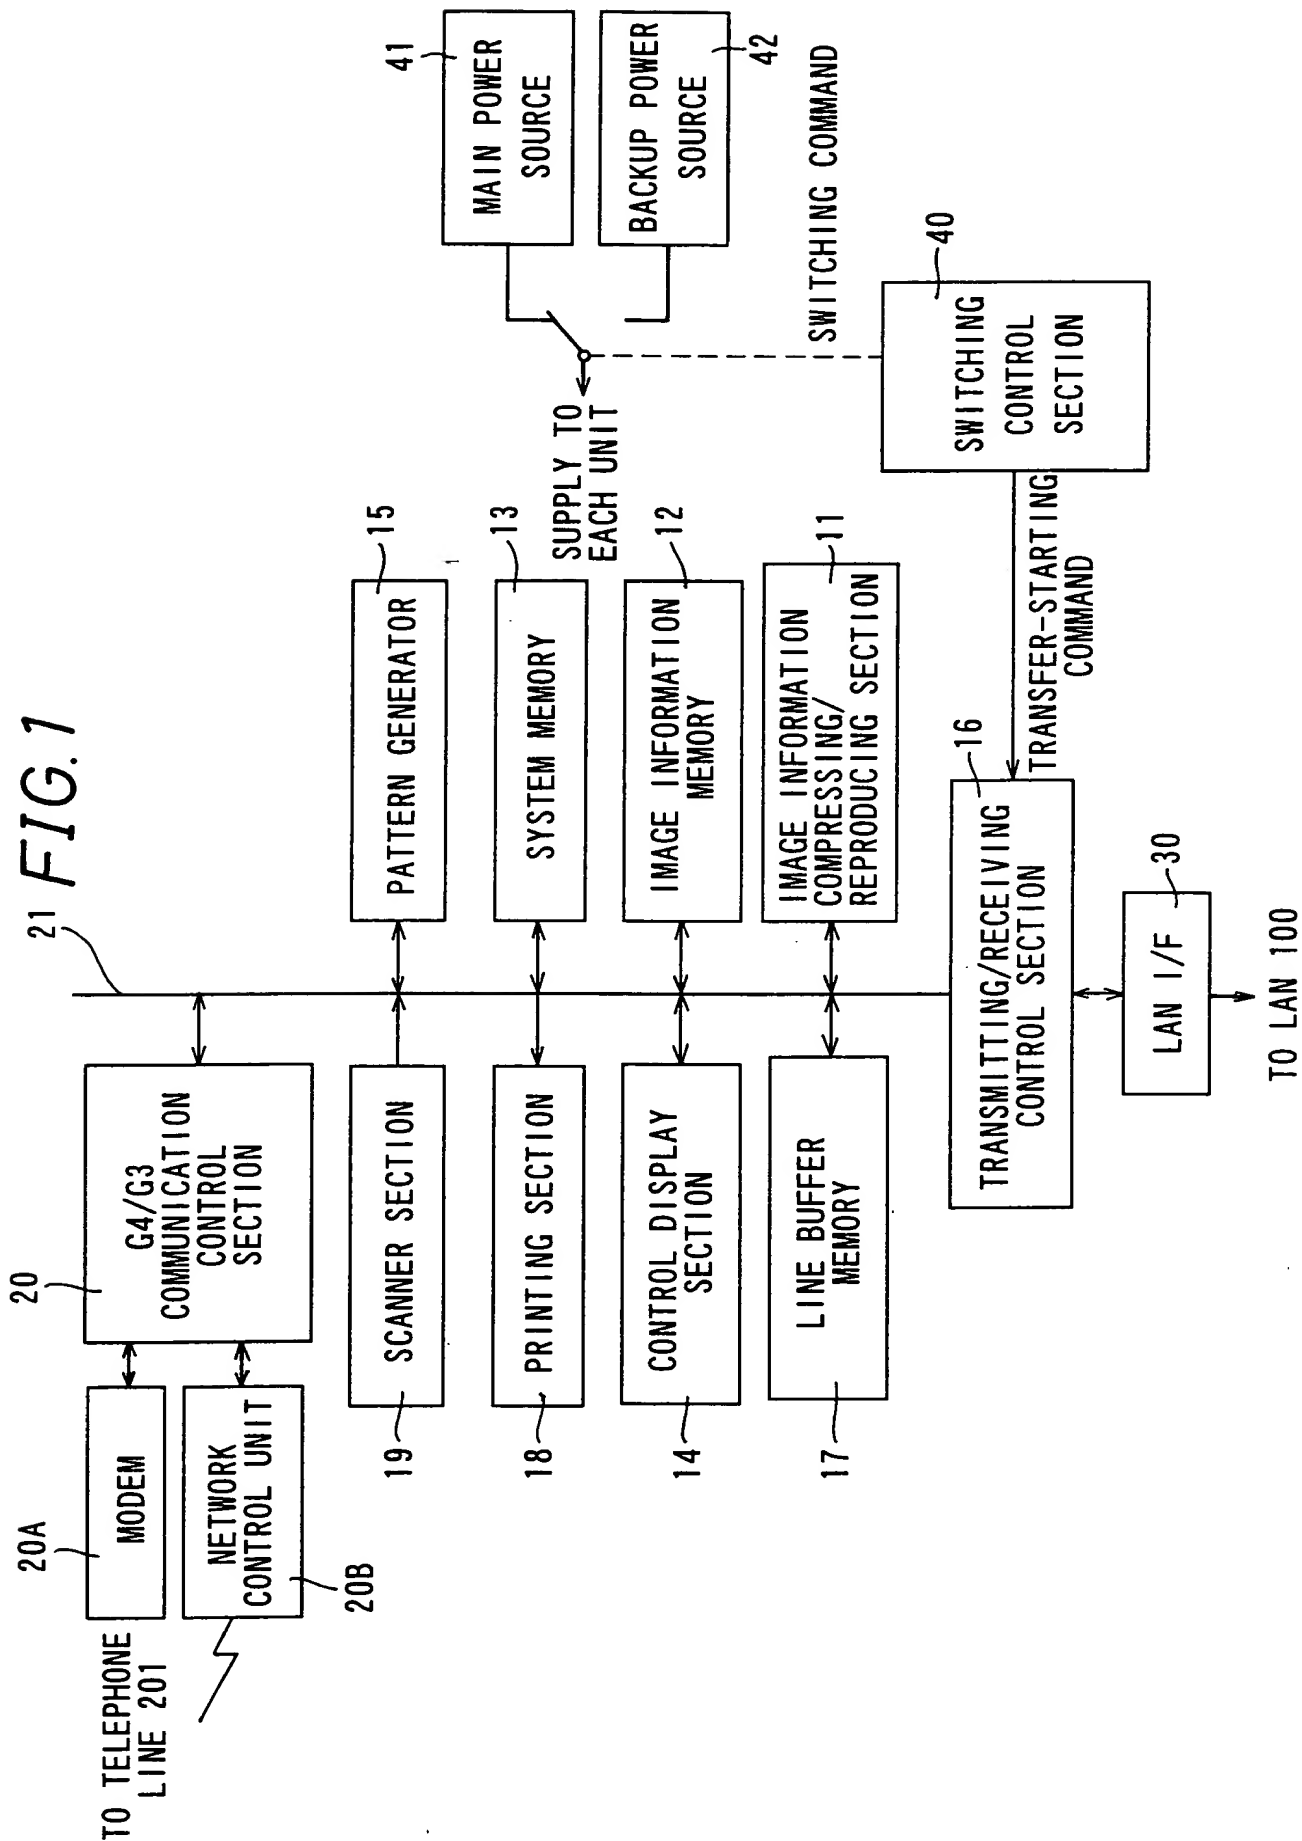 FIG. 1
21
20
G4/G3
COMMUNICATION
CONTROL
SECTION
20A
MODEM
NETWORK
CONTROL UNIT
20B
TO TELEPHONE
LINE 201
SCANNER SECTION
19
PRINTING SECTION
18
CONTROL DISPLAY
SECTION
14
LINE BUFFER
MEMORY
17
PATTERN GENERATOR
15
SYSTEM MEMORY
13
IMAGE INFORMATION
MEMORY
12
IMAGE INFORMATION
COMPRESSING/
REPRODUCING SECTION
11
TRANSMITTING/RECEIVING
CONTROL SECTION
16
LAN I/F
30
TO LAN 100
TRANSFER-STARTING
COMMAND
SWITCHING
CONTROL
SECTION
40
SWITCHING COMMAND
SUPPLY TO
EACH UNIT
MAIN POWER
SOURCE
41
BACKUP POWER
SOURCE
42